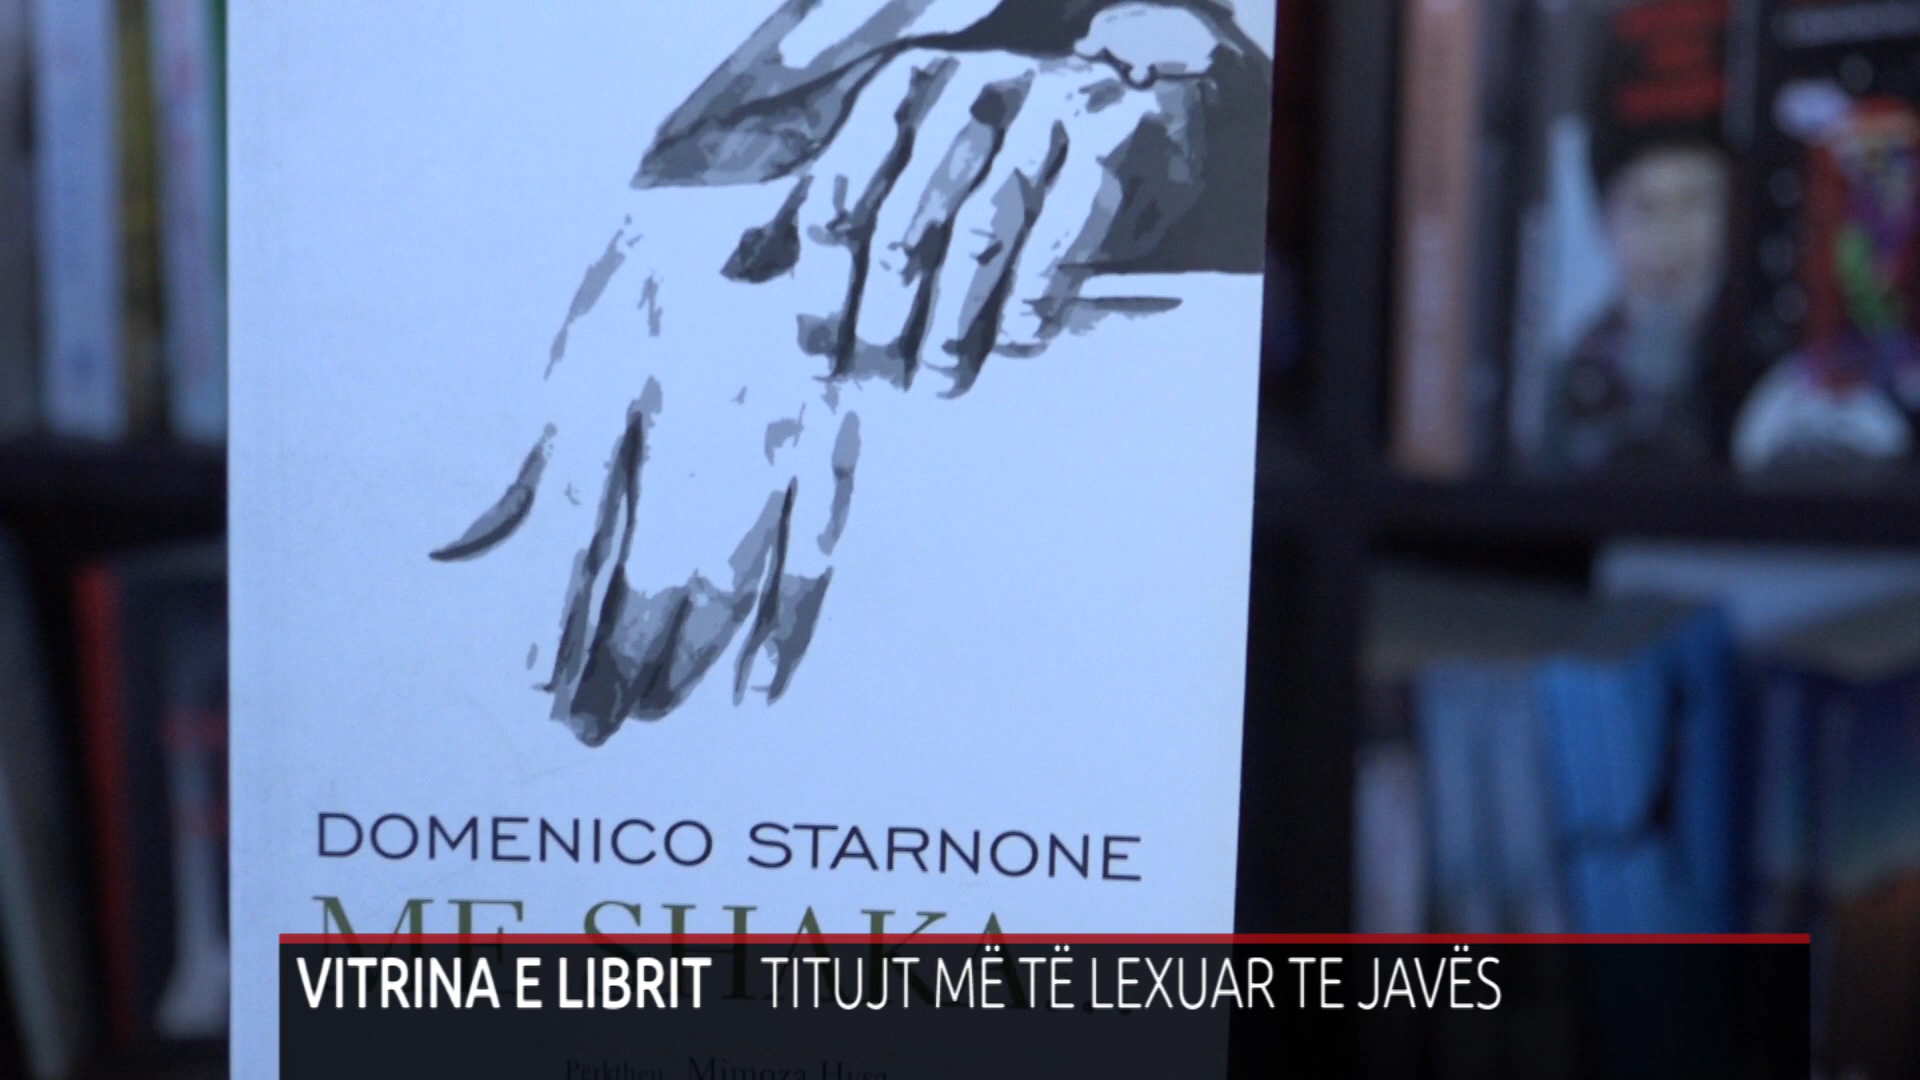 DOMENICO STARNONE
ME SHAKA...
VITRINA E LIBRIT TITUJT MË TË LEXUAR TE JAVËS
Përktheu: Mimoza Hysa